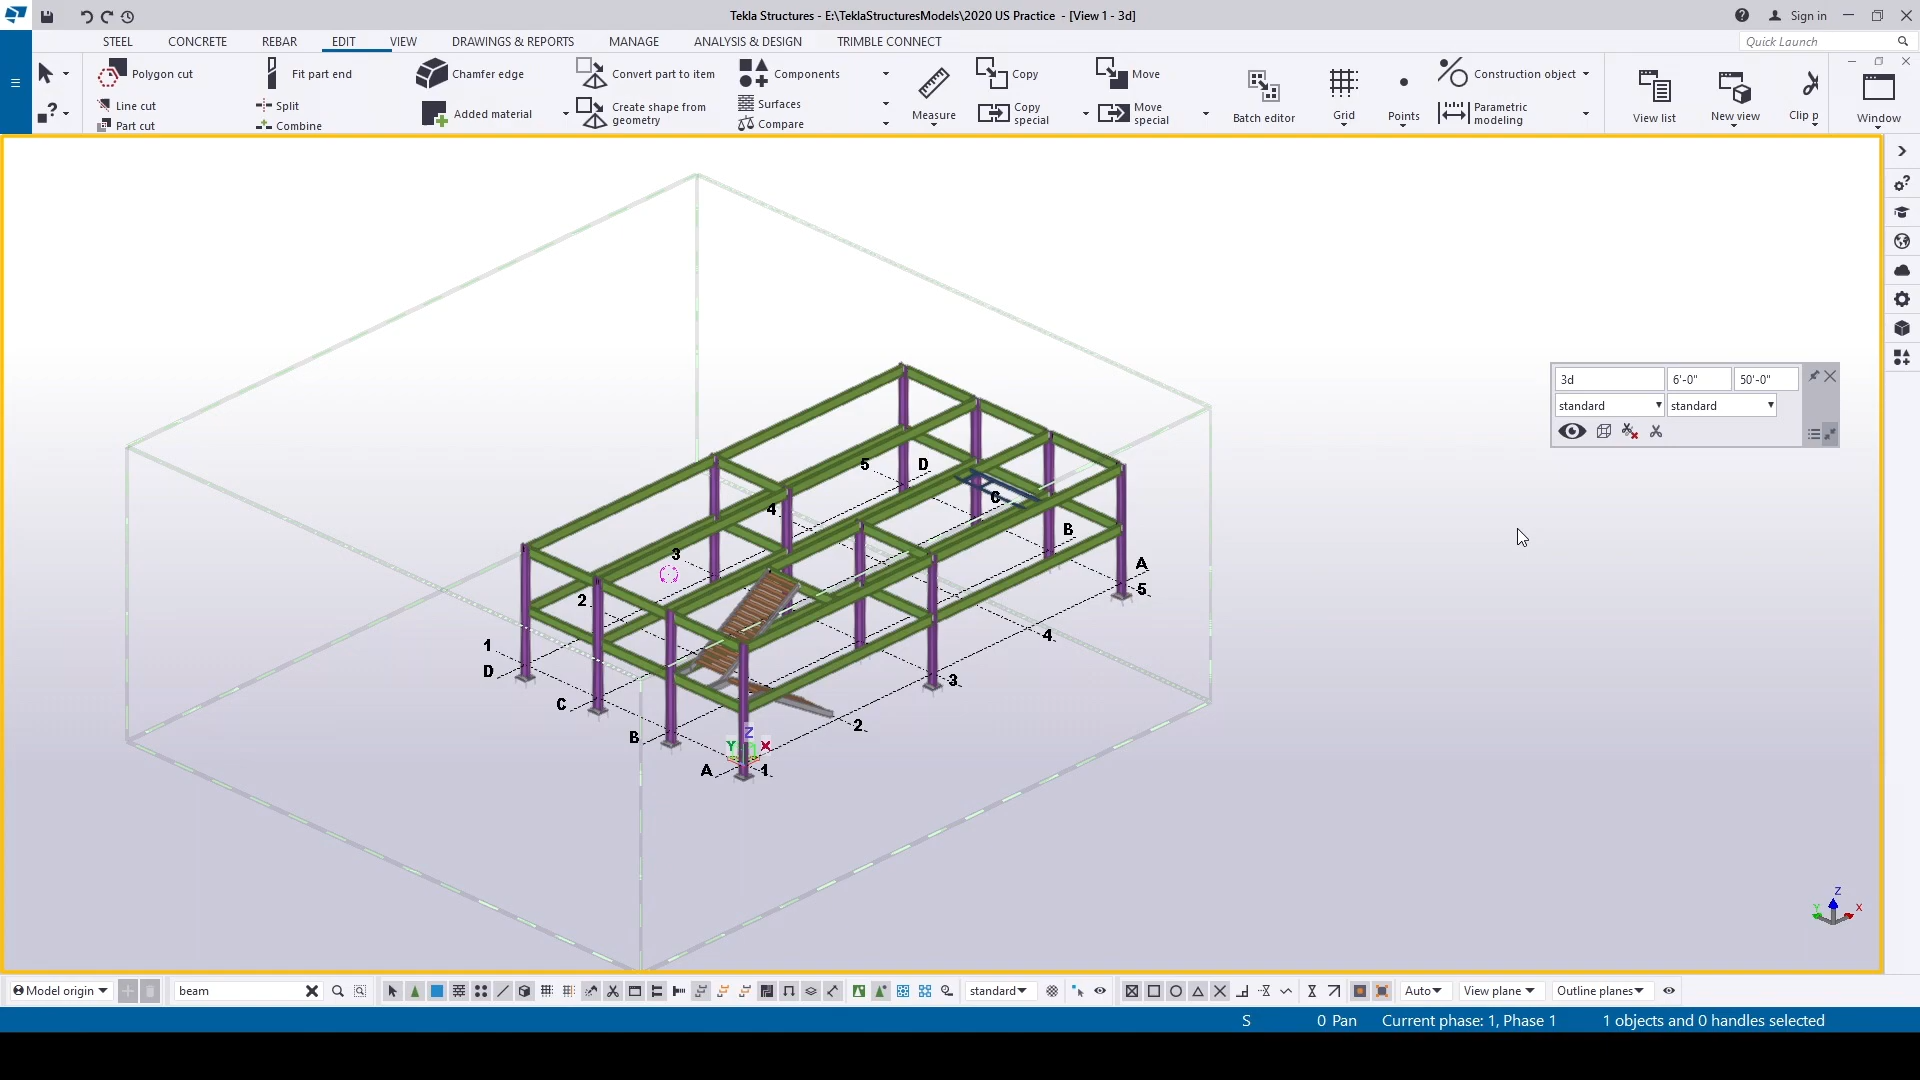 Tekla Structures - E:\TeklaStructuresModels\2020 US Practice - [View 1 - 3d]
Sign in
STEEL CONCRETE REBAR EDIT VIEW DRAWINGS & REPORTS MANAGE ANALYSIS & DESIGN TRIMBLE CONNECT
Quick Launch
Polygon cut
Line cut
Part cut
Fit part end
Split
Combine
Chamfer edge
Added material
Convert part to item
Create shape from
geometry
Components
Surfaces
Compare
Measure
Copy
Copy
special
Move
Move
special
Batch editor
Grid
Points
Construction object
Parametric
modeling
View list
New view
Clip p
Window
3d 6'-0" 50'-0"
standard standard
5 D
4 C
3 B
2 A
5
1 4
D 3
C 2
B
Z
Y X
A 1
Z
Y X
Model origin beam standard Auto View plane Outline planes
S 0 Pan Current phase: 1, Phase 1 1 objects and 0 handles selected